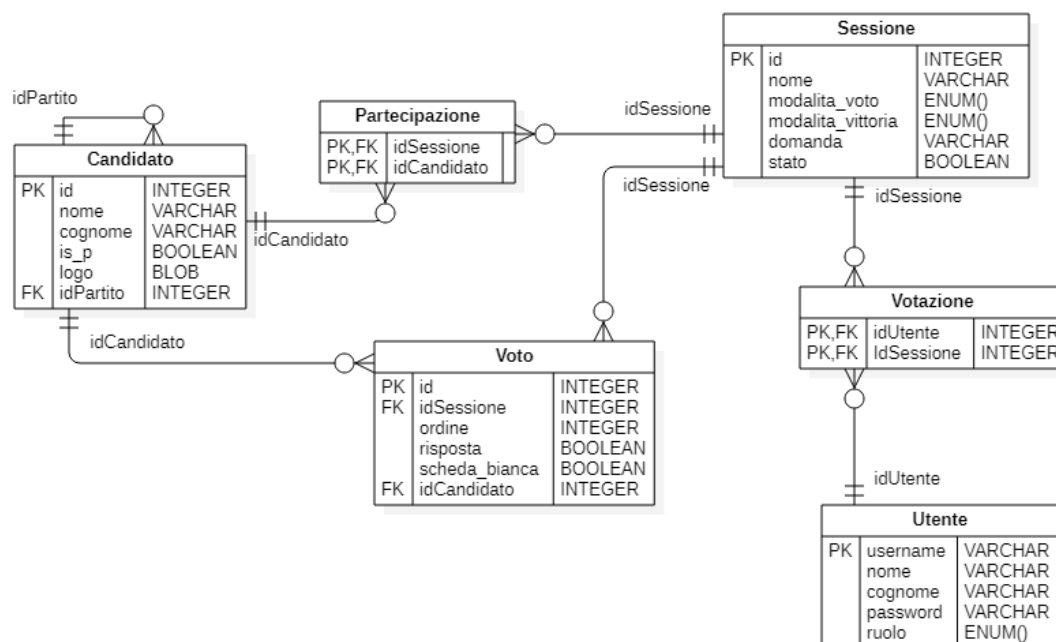 Sessione
PK id INTEGER
nome VARCHAR
modalita_voto ENUM()
modalita_vittoria ENUM()
domanda VARCHAR
stato BOOLEAN
idPartito
Candidato
PK id INTEGER
nome VARCHAR
cognome VARCHAR
is_p BOOLEAN
logo BLOB
FK idPartito INTEGER
Partecipazione
PK,FK idSessione
PK,FK idCandidato
idSessione
idSessione
idSessione
idCandidato
idCandidato
Votazione
PK,FK idUtente INTEGER
PK,FK IdSessione INTEGER
Voto
PK id INTEGER
FK idSessione INTEGER
ordine INTEGER
risposta BOOLEAN
scheda_bianca BOOLEAN
FK idCandidato INTEGER
idUtente
Utente
PK username VARCHAR
nome VARCHAR
cognome VARCHAR
password VARCHAR
ruolo ENUM()